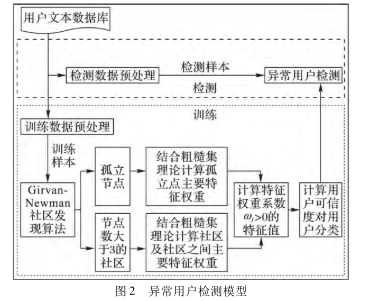 用户文本数据库
检测数据预处理
检测样本
异常用户检测
检测
训练
训练数据预处理
训练
样本
Girvan-
Newman
社区发
现算法
孤立
节点
结合粗糙集
理论计算孤
立点主要特
征权重
节点
数大
于3的
社区
结合粗糙集
理论计算社区
及社区之间主
要特征权重
计算特征
权重系数
ωᵢ>0的
特征值
计算用
户可信
度对用
户分类
图2 异常用户检测模型